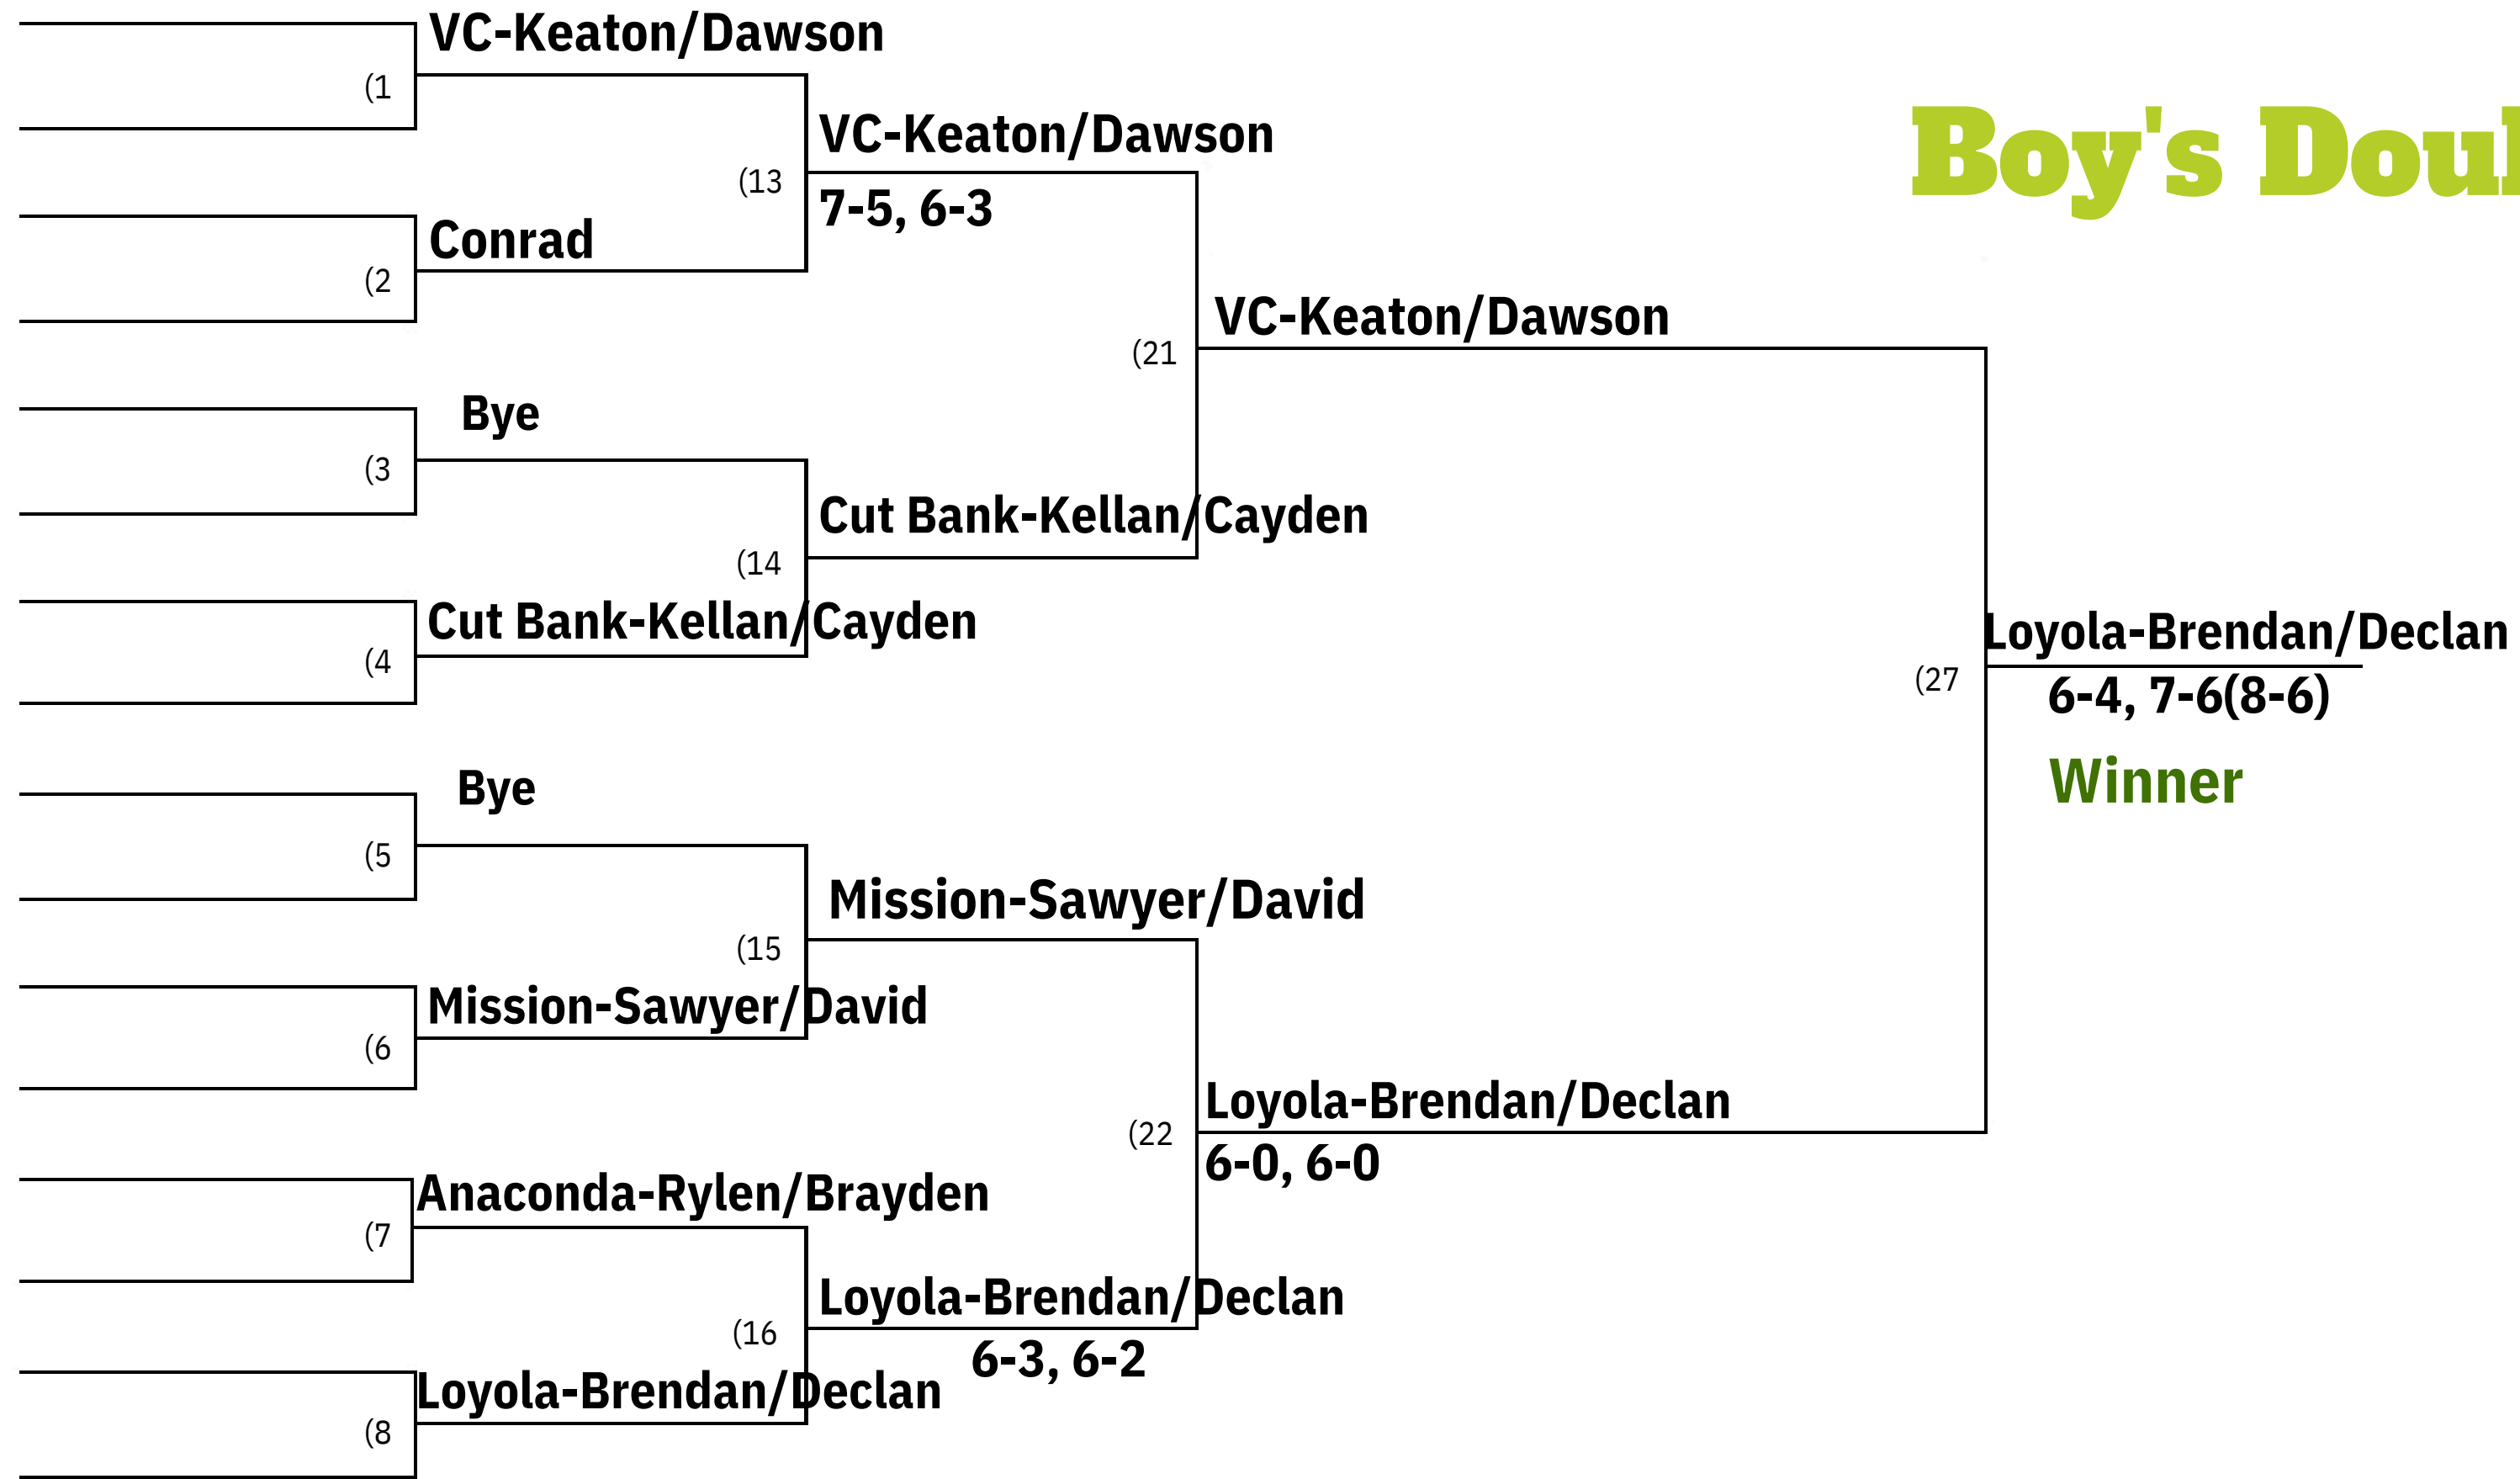 VC-Keaton/Dawson
(1
VC-Keaton/Dawson
Boy's Doub
(13
7-5, 6-3
Conrad
(2
VC-Keaton/Dawson
(21
Bye
(3
Cut Bank-Kellan/Cayden
(14
Cut Bank-Kellan/Cayden
(4
Loyola-Brendan/Declan
(27
6-4, 7-6(8-6)
Winner
Bye
(5
Mission-Sawyer/David
(15
Mission-Sawyer/David
(6
Loyola-Brendan/Declan
(22
6-0, 6-0
Anaconda-Rylen/Brayden
(7
Loyola-Brendan/Declan
(16
6-3, 6-2
Loyola-Brendan/Declan
(8